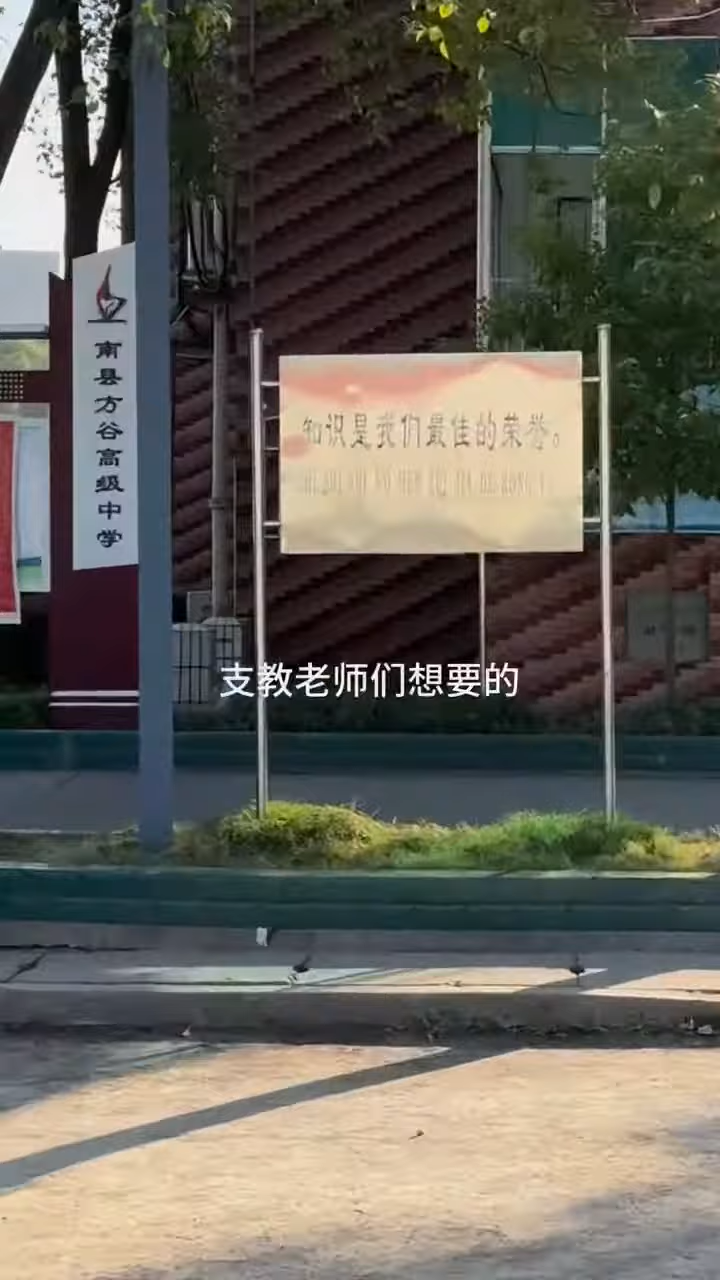 南县方谷高级中学
知识是我们最佳的荣誉。
支教老师们想要的